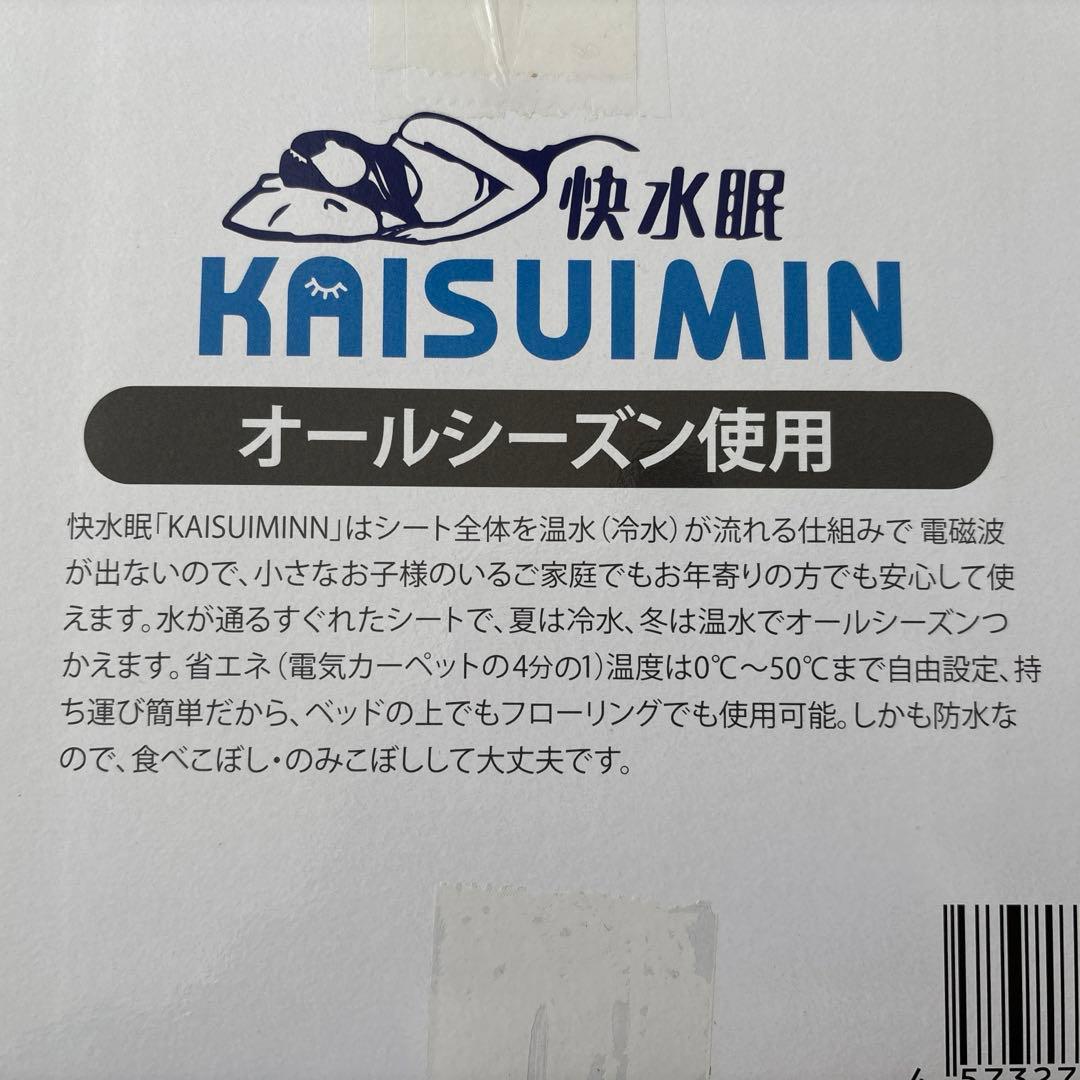 快水眠
KAISUIMIN
オールシーズン使用
快水眠「KAISUIMINN」はシート全体を温水（冷水）が流れる仕組みで 電磁波
が出ないので、小さなお子様のいるご家庭でもお年寄りの方でも安心して使
えます。水が通るすぐれたシートで、夏は冷水、冬は温水でオールシーズンつ
かえます。省エネ（電気カーペットの4分の1）温度は0℃～50℃まで自由設定、持
ち運び簡単だから、ベッドの上でもフローリングでも使用可能。しかも防水な
ので、食べこぼし・のみこぼしして大丈夫です。
4 57327